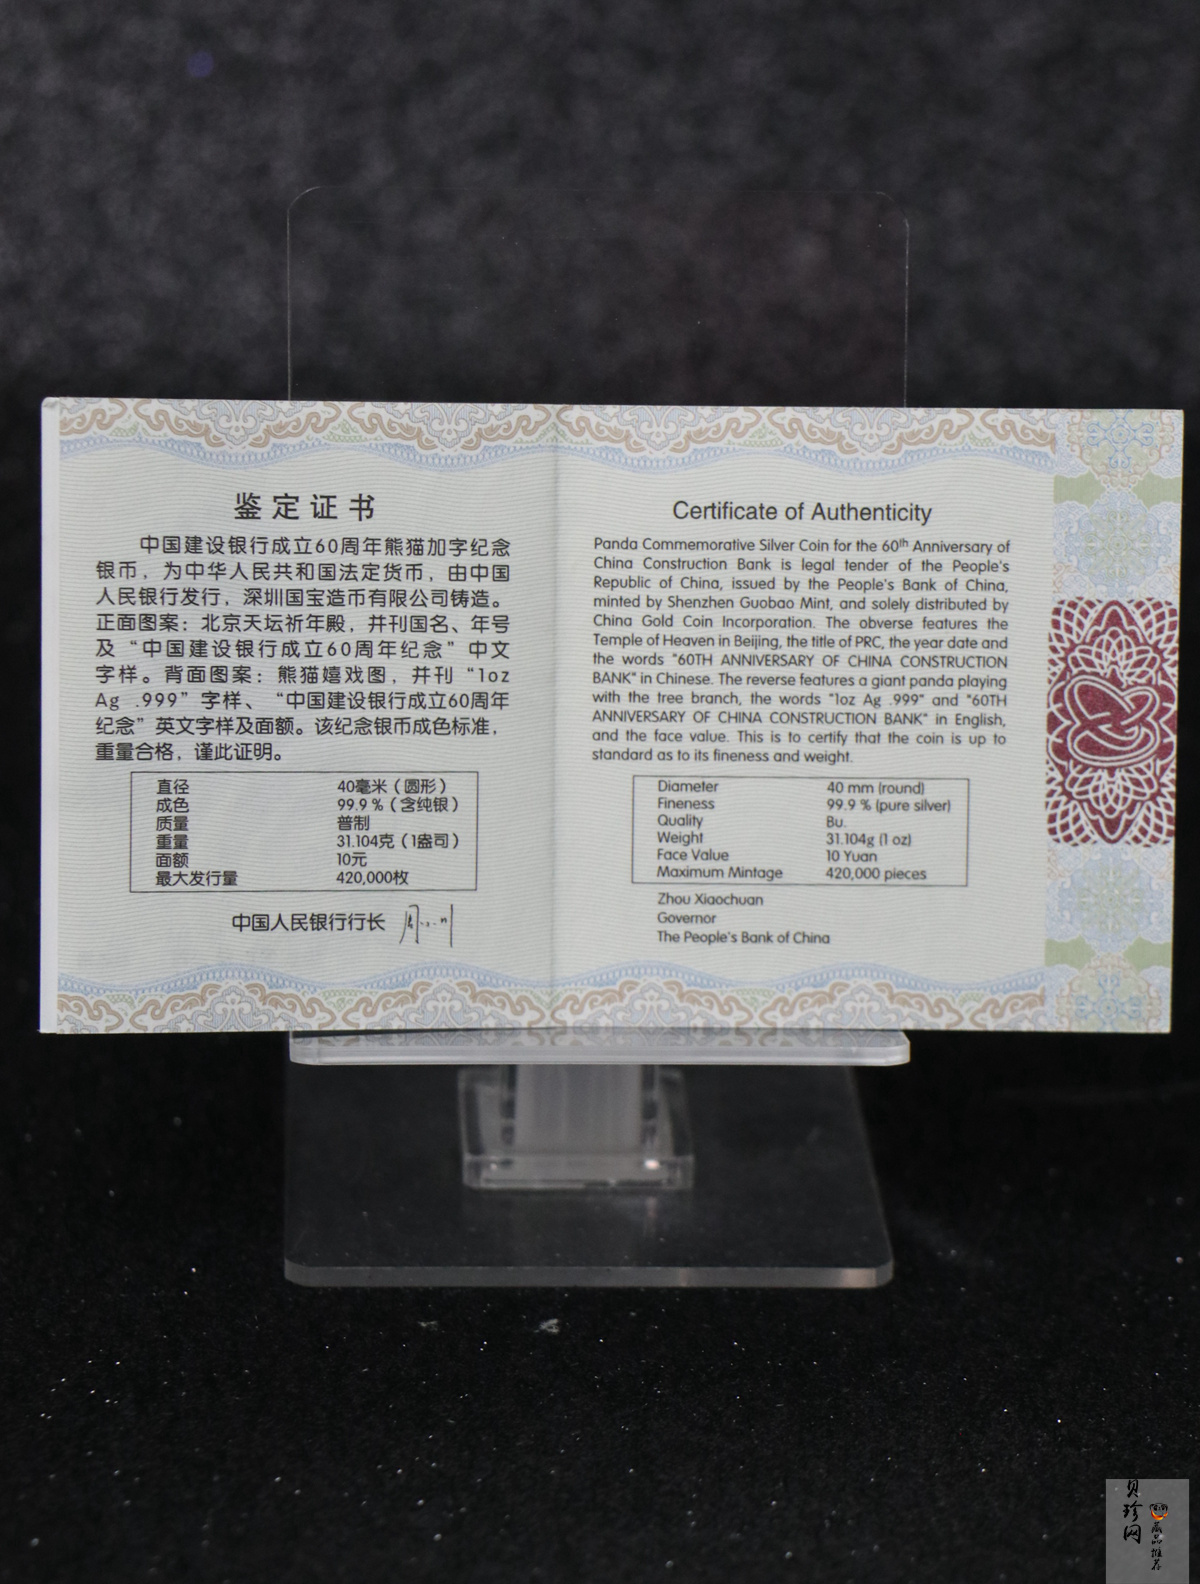 鉴定证书
中国建设银行成立60周年熊猫加字纪念
银币，为中华人民共和国法定货币，由中国
人民银行发行，深圳国宝造币有限公司铸造。
正面图案：北京天坛祈年殿，并刊国名、年号
及“中国建设银行成立60周年纪念”中文
字样。背面图案：熊猫嬉戏图，并刊“1oz
Ag .999”字样、“中国建设银行成立60周年
纪念”英文字样及面额。该纪念银币成色标准，
重量合格，谨此证明。
直径 40毫米（圆形）
成色 99.9％（含纯银）
质量 普制
重量 31.104克（1盎司）
面额 10元
最大发行量 420,000枚
中国人民银行行长
Certificate of Authenticity
Panda Commemorative Silver Coin for the 60th Anniversary of
China Construction Bank is legal tender of the People's
Republic of China, issued by the People's Bank of China,
minted by Shenzhen Guobao Mint, and solely distributed by
China Gold Coin Incorporation. The obverse features the
Temple of Heaven in Beijing, the title of PRC, the year date and
the words "60TH ANNIVERSARY OF CHINA CONSTRUCTION
BANK" in Chinese. The reverse features a giant panda playing
with the tree branch, the words "1oz Ag .999" and "60TH
ANNIVERSARY OF CHINA CONSTRUCTION BANK" in English,
and the face value. This is to certify that the coin is up to
standard as to its fineness and weight.
Diameter 40 mm (round)
Fineness 99.9 % (pure silver)
Quality Bu.
Weight 31.104g (1 oz)
Face Value 10 Yuan
Maximum Mintage 420,000 pieces
Zhou Xiaochuan
Governor
The People's Bank of China
贝珍网
藏品推荐